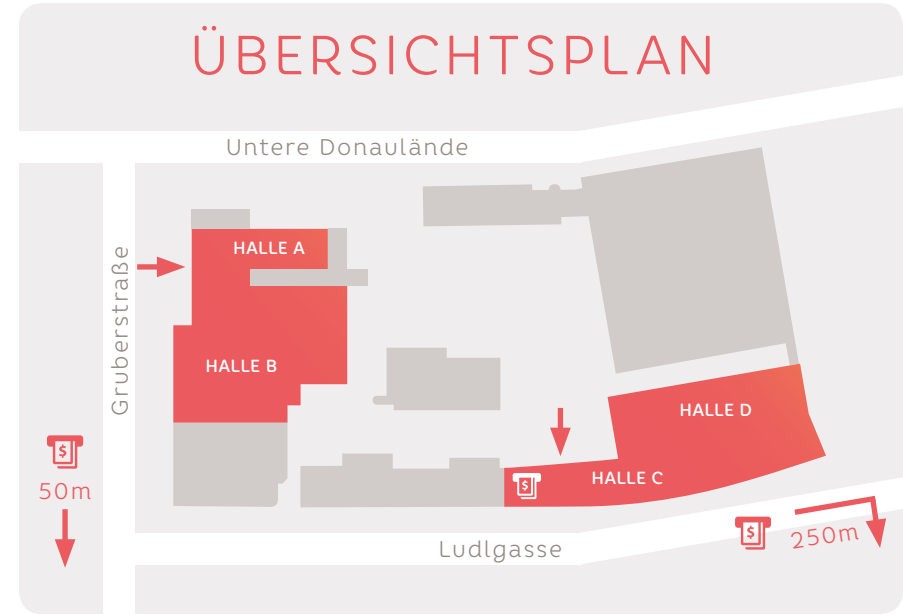 ÜBERSICHTSPLAN
Untere Donaulände
Gruberstraße
HALLE A
HALLE B
HALLE D
HALLE C
$
50m
$
$
250m
Ludlgasse